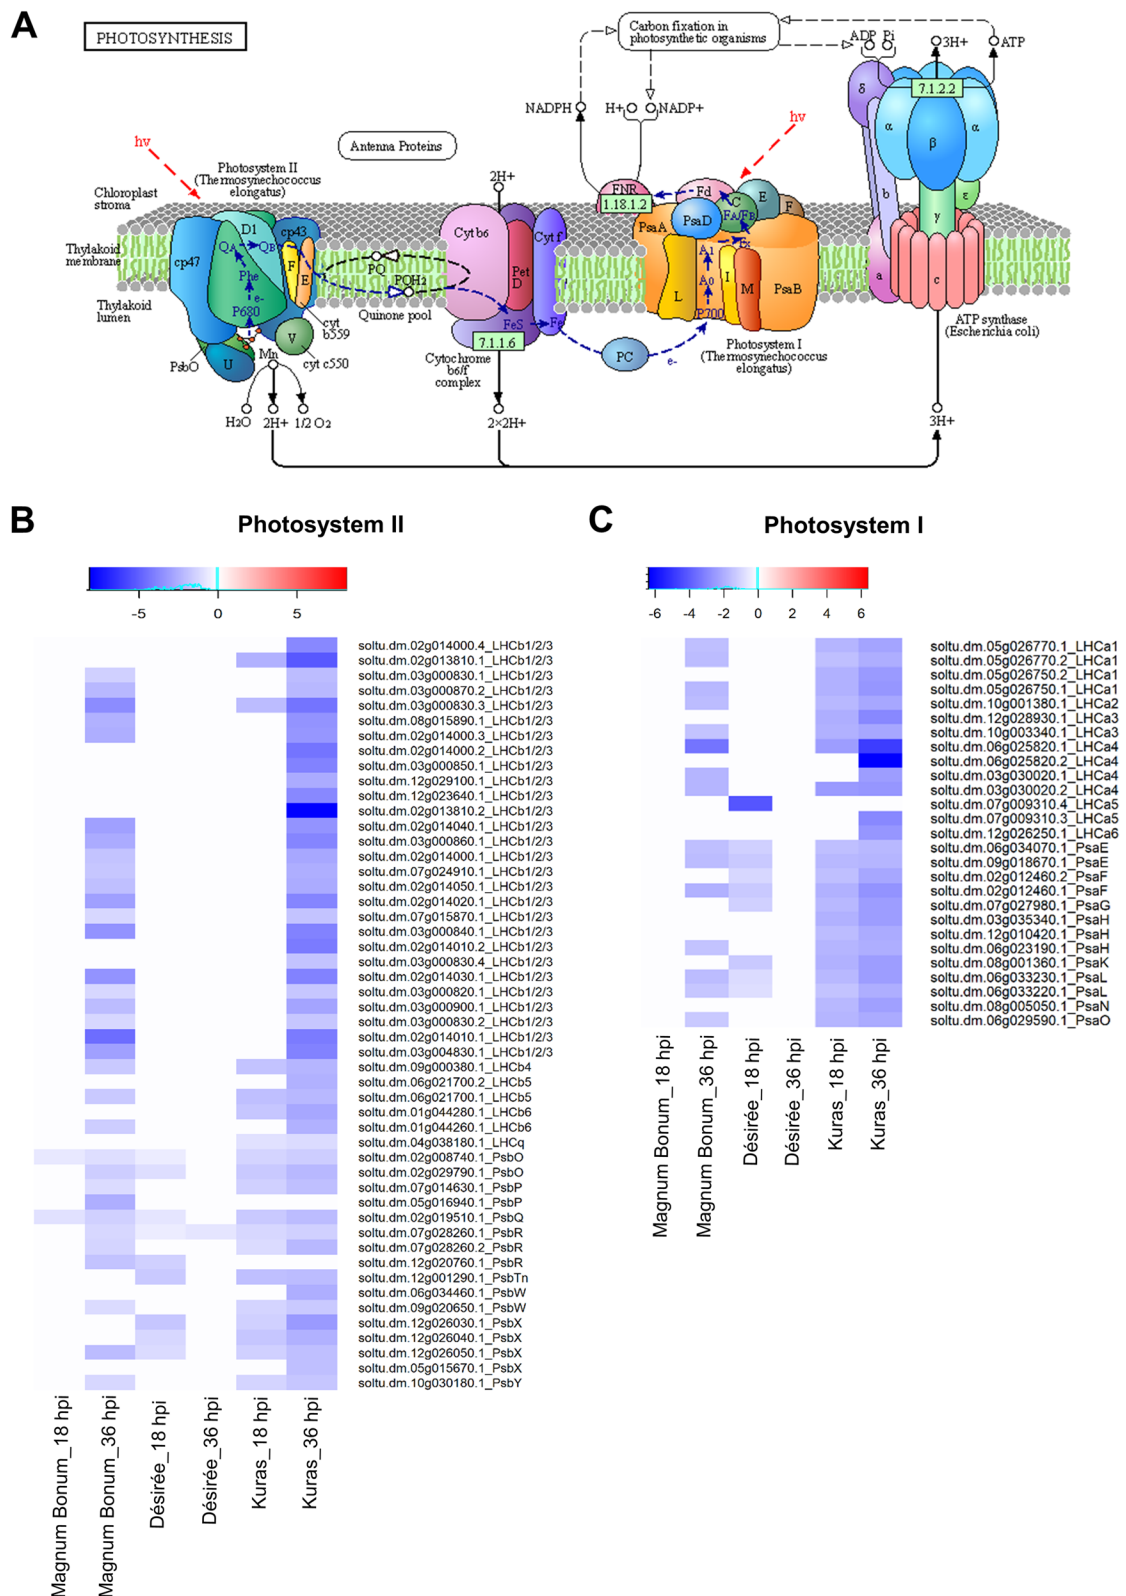 A
PHOTOSYNTHESIS
Carbon fixation in
photosynthetic organisms
ADP Pi
3H+
ATP
7.1.2.2
δ
α
β
α
b
γ
ε
a
c
ATP synthase
(Escherichia coli)
3H+
NADPH
H+
NADP+
hν
Antenna Proteins
hν
Photosystem II
(Thermosynechococcus
elongatus)
Chloroplast
stroma
Thylakoid
membrane
Thylakoid
lumen
D1
cp43
cp47
QA
QB
Phe
F
E
P680
e-
cyt
b559
V
cyt c550
PsbO
U
Mn
H2O
2H+
1/2 O2
PQ
PQH2
Quinone pool
2H+
Cyt b6
Pet
D
Cyt f
FeS
Fe
7.1.1.6
Cytochrome
b6/f
complex
2×2H+
PC
e-
FNR
1.18.1.2
Fd
PsaA
PsaD
C
FA/FB
E
F
A1
Fx
A0
L
I
M
PsaB
P700
Photosystem I
(Thermosynechococcus
elongatus)
B
Photosystem II
-5 0 5
soltu.dm.02g014000.4_LHCb1/2/3
soltu.dm.02g013810.1_LHCb1/2/3
soltu.dm.03g000830.1_LHCb1/2/3
soltu.dm.03g000870.2_LHCb1/2/3
soltu.dm.03g000830.3_LHCb1/2/3
soltu.dm.08g015890.1_LHCb1/2/3
soltu.dm.02g014000.3_LHCb1/2/3
soltu.dm.02g014000.2_LHCb1/2/3
soltu.dm.03g000850.1_LHCb1/2/3
soltu.dm.12g029100.1_LHCb1/2/3
soltu.dm.12g023640.1_LHCb1/2/3
soltu.dm.02g013810.2_LHCb1/2/3
soltu.dm.02g014040.1_LHCb1/2/3
soltu.dm.03g000860.1_LHCb1/2/3
soltu.dm.02g014000.1_LHCb1/2/3
soltu.dm.07g024910.1_LHCb1/2/3
soltu.dm.02g014050.1_LHCb1/2/3
soltu.dm.02g014020.1_LHCb1/2/3
soltu.dm.07g015870.1_LHCb1/2/3
soltu.dm.03g000840.1_LHCb1/2/3
soltu.dm.02g014010.2_LHCb1/2/3
soltu.dm.03g000830.4_LHCb1/2/3
soltu.dm.02g014030.1_LHCb1/2/3
soltu.dm.03g000820.1_LHCb1/2/3
soltu.dm.03g000900.1_LHCb1/2/3
soltu.dm.03g000830.2_LHCb1/2/3
soltu.dm.02g014010.1_LHCb1/2/3
soltu.dm.03g004830.1_LHCb1/2/3
soltu.dm.09g000380.1_LHCb4
soltu.dm.06g021700.2_LHCb5
soltu.dm.06g021700.1_LHCb5
soltu.dm.01g044280.1_LHCb6
soltu.dm.01g044260.1_LHCb6
soltu.dm.04g038180.1_LHCq
soltu.dm.02g008740.1_PsbO
soltu.dm.02g029790.1_PsbO
soltu.dm.07g014630.1_PsbP
soltu.dm.05g016940.1_PsbP
soltu.dm.02g019510.1_PsbQ
soltu.dm.07g028260.1_PsbR
soltu.dm.07g028260.2_PsbR
soltu.dm.12g020760.1_PsbR
soltu.dm.12g001290.1_PsbTn
soltu.dm.06g034460.1_PsbW
soltu.dm.09g020650.1_PsbW
soltu.dm.12g026030.1_PsbX
soltu.dm.12g026040.1_PsbX
soltu.dm.12g026050.1_PsbX
soltu.dm.05g015670.1_PsbX
soltu.dm.10g030180.1_PsbY
Magnum Bonum_18 hpi
Magnum Bonum_36 hpi
Désirée_18 hpi
Désirée_36 hpi
Kuras_18 hpi
Kuras_36 hpi
C
Photosystem I
-6 -4 -2 0 2 4 6
soltu.dm.05g026770.1_LHCa1
soltu.dm.05g026770.2_LHCa1
soltu.dm.05g026750.2_LHCa1
soltu.dm.05g026750.1_LHCa1
soltu.dm.10g001380.1_LHCa2
soltu.dm.12g028930.1_LHCa3
soltu.dm.10g003340.1_LHCa3
soltu.dm.06g025820.1_LHCa4
soltu.dm.06g025820.2_LHCa4
soltu.dm.03g030020.1_LHCa4
soltu.dm.03g030020.2_LHCa4
soltu.dm.07g009310.4_LHCa5
soltu.dm.07g009310.3_LHCa5
soltu.dm.12g026250.1_LHCa6
soltu.dm.06g034070.1_PsaE
soltu.dm.09g018670.1_PsaE
soltu.dm.02g012460.2_PsaF
soltu.dm.02g012460.1_PsaF
soltu.dm.07g027980.1_PsaG
soltu.dm.03g035340.1_PsaH
soltu.dm.12g010420.1_PsaH
soltu.dm.06g023190.1_PsaH
soltu.dm.08g001360.1_PsaK
soltu.dm.06g033230.1_PsaL
soltu.dm.06g033220.1_PsaL
soltu.dm.08g005050.1_PsaN
soltu.dm.06g029590.1_PsaO
Magnum Bonum_18 hpi
Magnum Bonum_36 hpi
Désirée_18 hpi
Désirée_36 hpi
Kuras_18 hpi
Kuras_36 hpi